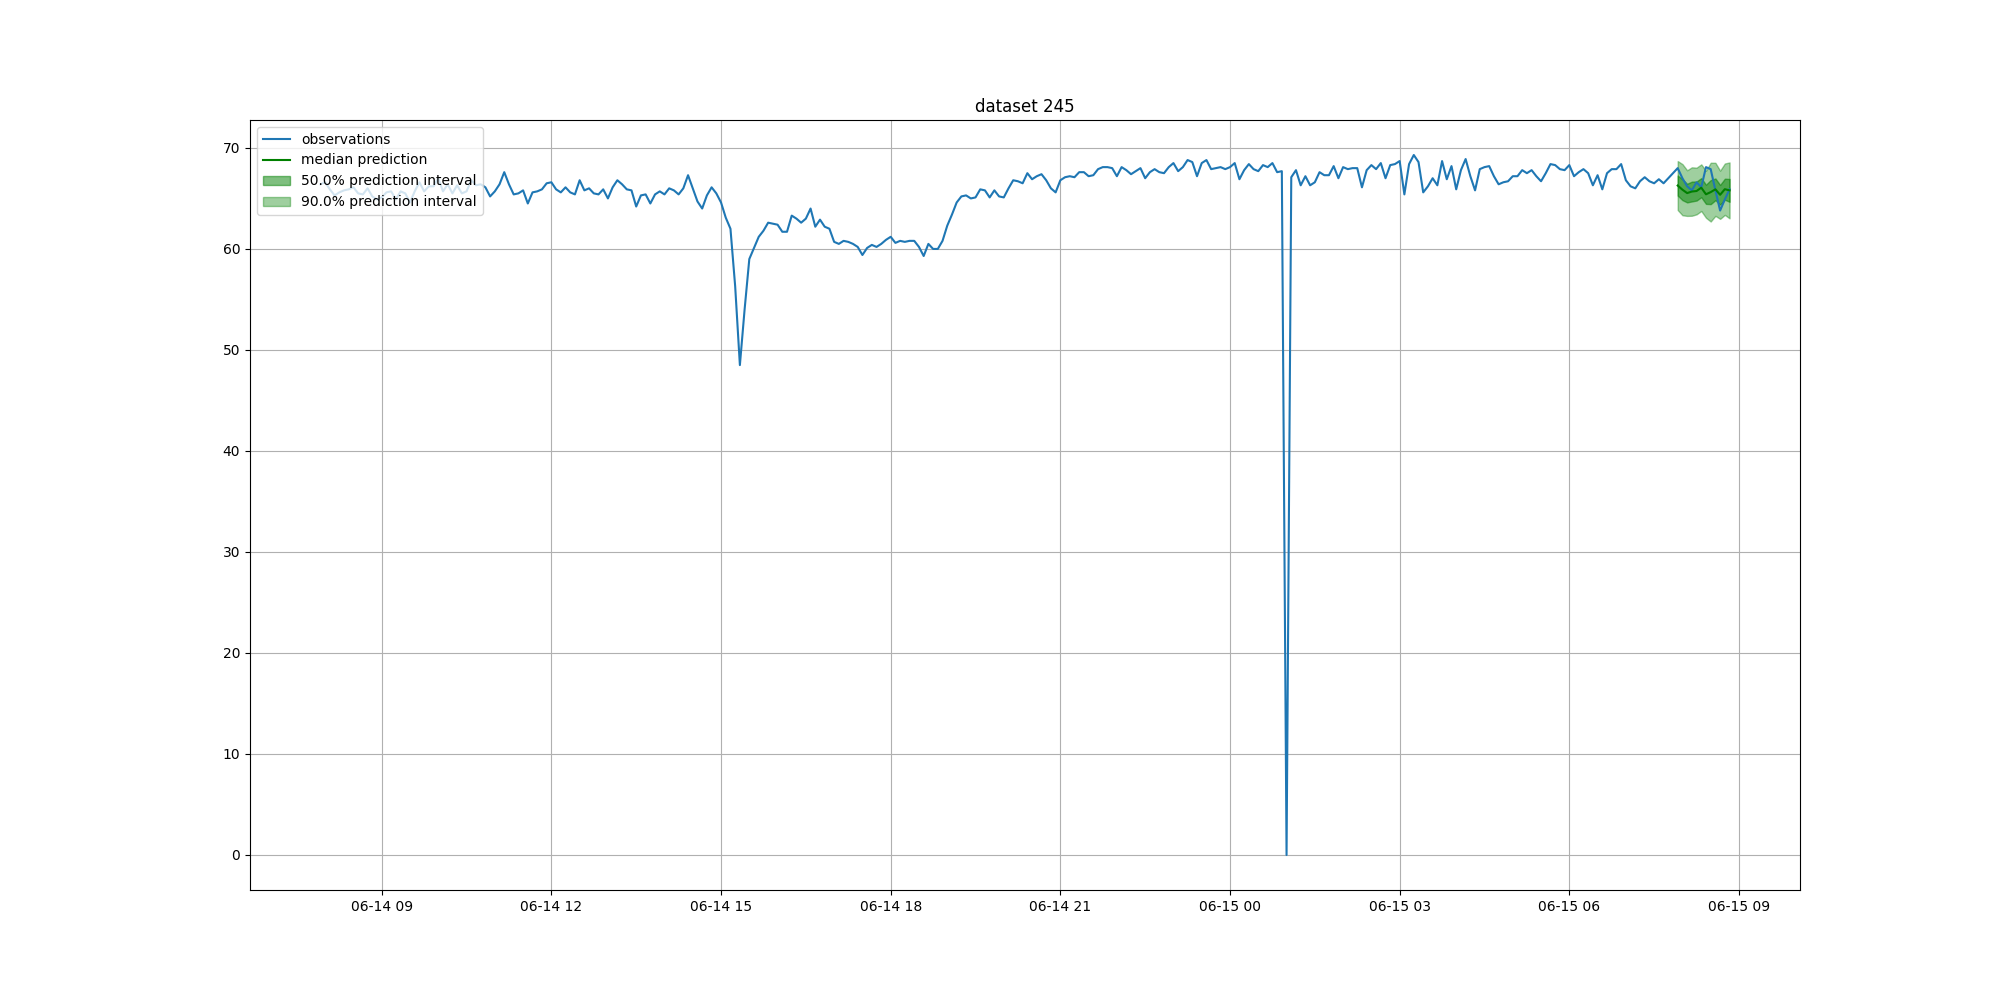 dataset 245
observations
median prediction
50.0% prediction interval
90.0% prediction interval
70
60
50
40
30
20
10
0
06-14 09 06-14 12 06-14 15 06-14 18 06-14 21 06-15 00 06-15 03 06-15 06 06-15 09